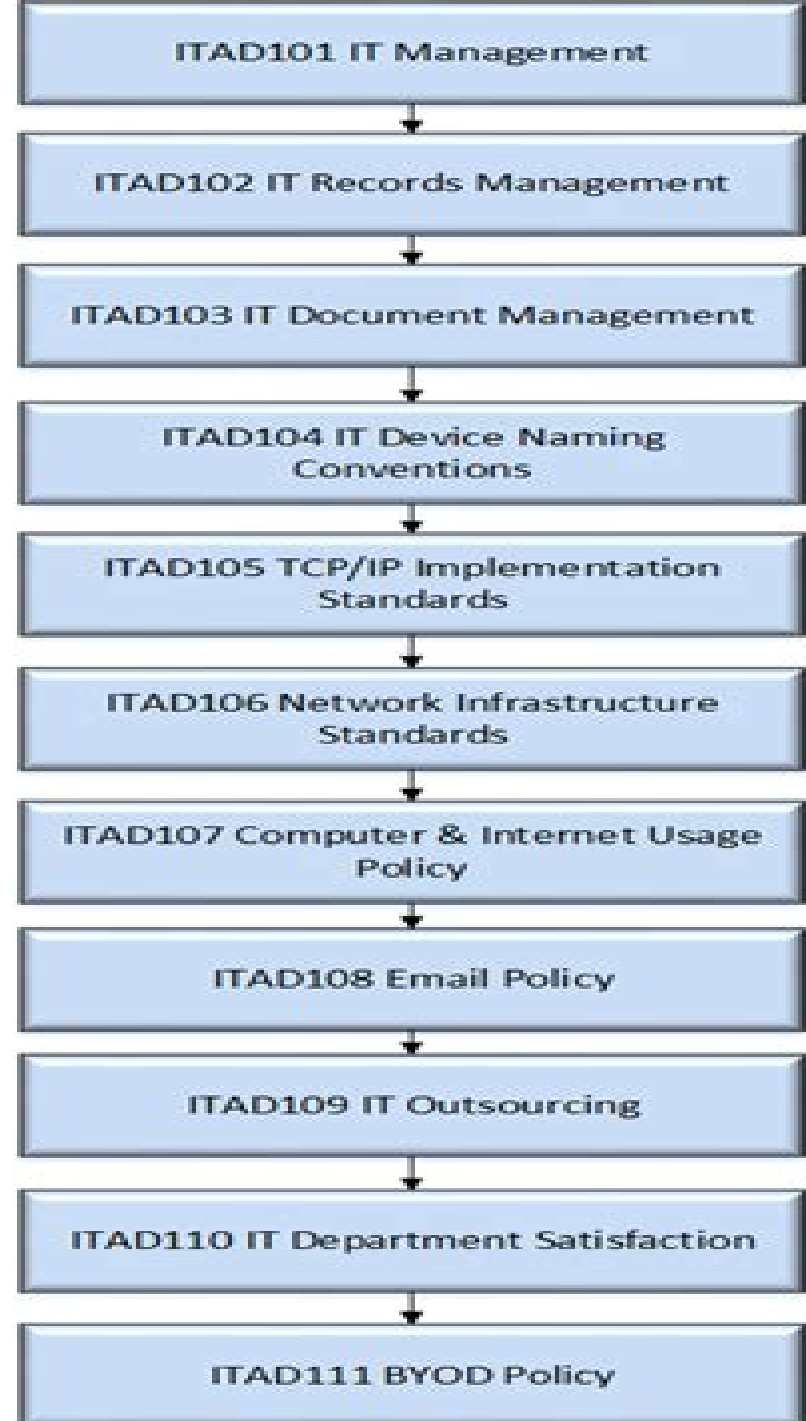 ITAD101 IT Management
ITAD102 IT Records Management
ITAD103 IT Document Management
ITAD104 IT Device Naming
Conventions
ITAD105 TCP/IP Implementation
Standards
ITAD106 Network Infrastructure
Standards
ITAD107 Computer & Internet Usage
Policy
ITAD108 Email Policy
ITAD109 IT Outsourcing
ITAD110 IT Department Satisfaction
ITAD111 BYOD Policy